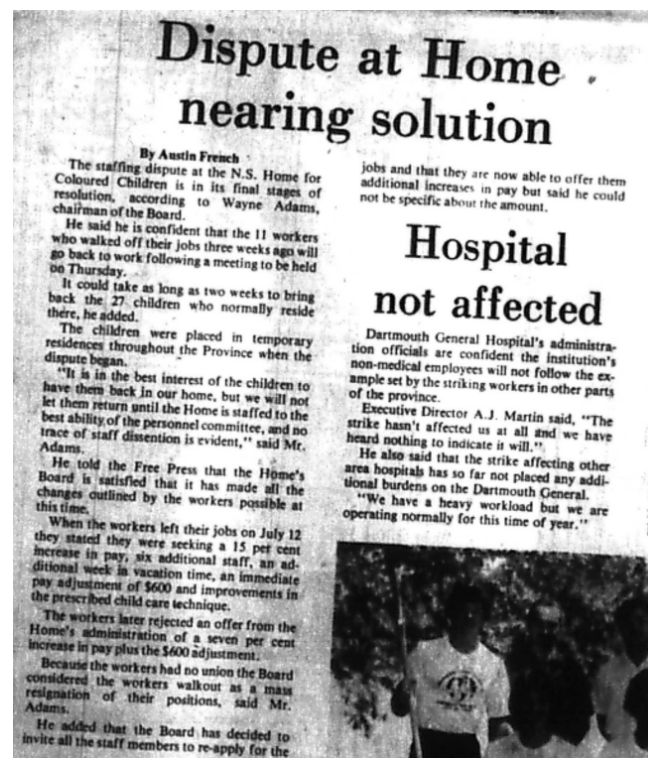 Dispute at Home
nearing solution
By Austin French
The staffing dispute at the N.S. Home for
Coloured Children is in its final stages of
resolution, according to Wayne Adams,
chairman of the Board.
He said he is confident that the 11 workers
who walked off their jobs three weeks ago will
go back to work following a meeting to be held
on Thursday.
It could take as long as two weeks to bring
back the 27 children who normally reside
there, he added.
The children were placed in temporary
residences throughout the Province when the
dispute began.
"It is in the best interest of the children to
have them back in our home, but we will not
let them return until the Home is staffed to the
best ability of the personnel committee, and no
trace of staff dissention is evident," said Mr.
Adams.
He told the Free Press that the Home's
Board is satisfied that it has made all the
changes outlined by the workers possible at
this time.
When the workers left their jobs on July 12
they stated they were seeking a 15 per cent
increase in pay, six additional staff, an ad-
ditional week in vacation time, an immediate
pay adjustment of $600 and improvements in
the prescribed child care technique.
The workers later rejected an offer from the
Home's administration of a seven per cent
increase in pay plus the $600 adjustment.
Because the workers had no union the Board
considered the workers walkout as a mass
resignation of their positions, said Mr.
Adams.
He added that the Board has decided to
invite all the staff members to re-apply for the
jobs and that they are now able to offer them
additional increases in pay but said he could
not be specific about the amount.
Hospital
not affected
Dartmouth General Hospital's administra-
tion officials are confident the institution's
non-medical employees will not follow the ex-
ample set by the striking workers in other parts
of the province.
Executive Director A.J. Martin said, "The
strike hasn't affected us at all and we have
heard nothing to indicate it will."
He also said that the strike affecting other
area hospitals has so far not placed any addi-
tional burdens on the Dartmouth General.
"We have a heavy workload but we are
operating normally for this time of year."